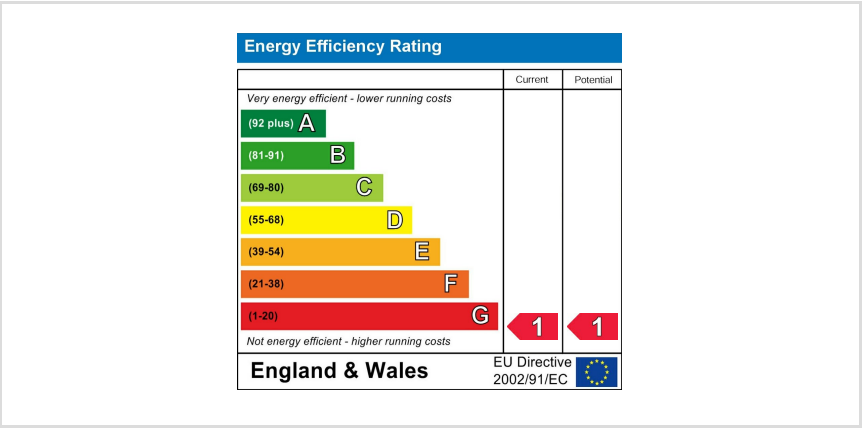 Energy Efficiency Rating
Current Potential
Very energy efficient - lower running costs
(92 plus) A
(81-91) B
(69-80) C
(55-68) D
(39-54) E
(21-38) F
(1-20) G 1 1
Not energy efficient - higher running costs
England & Wales
EU Directive
2002/91/EC